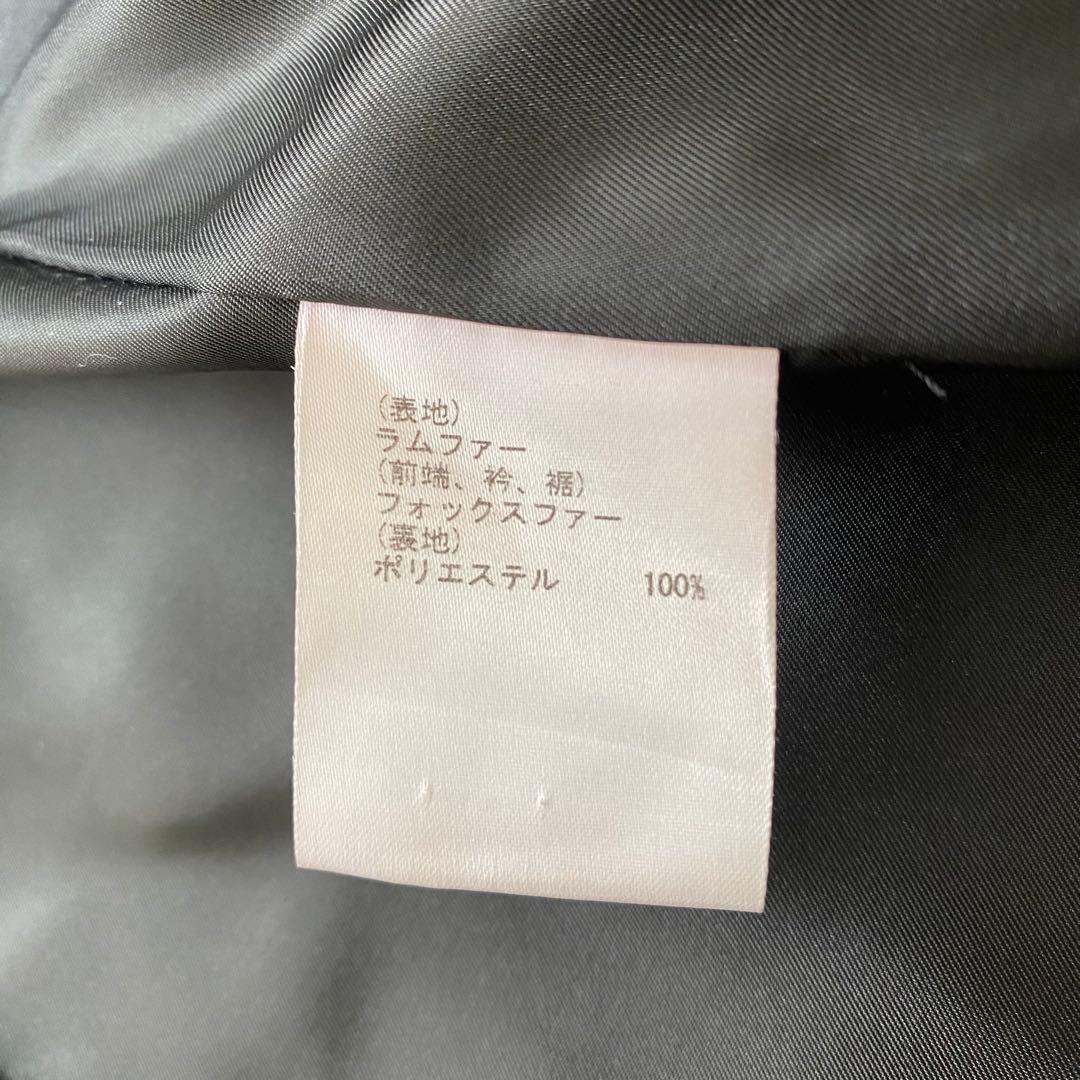 (表地)
ラムファー
(前端、衿、裾)
フォックスファー
(裏地)
ポリエステル 100%